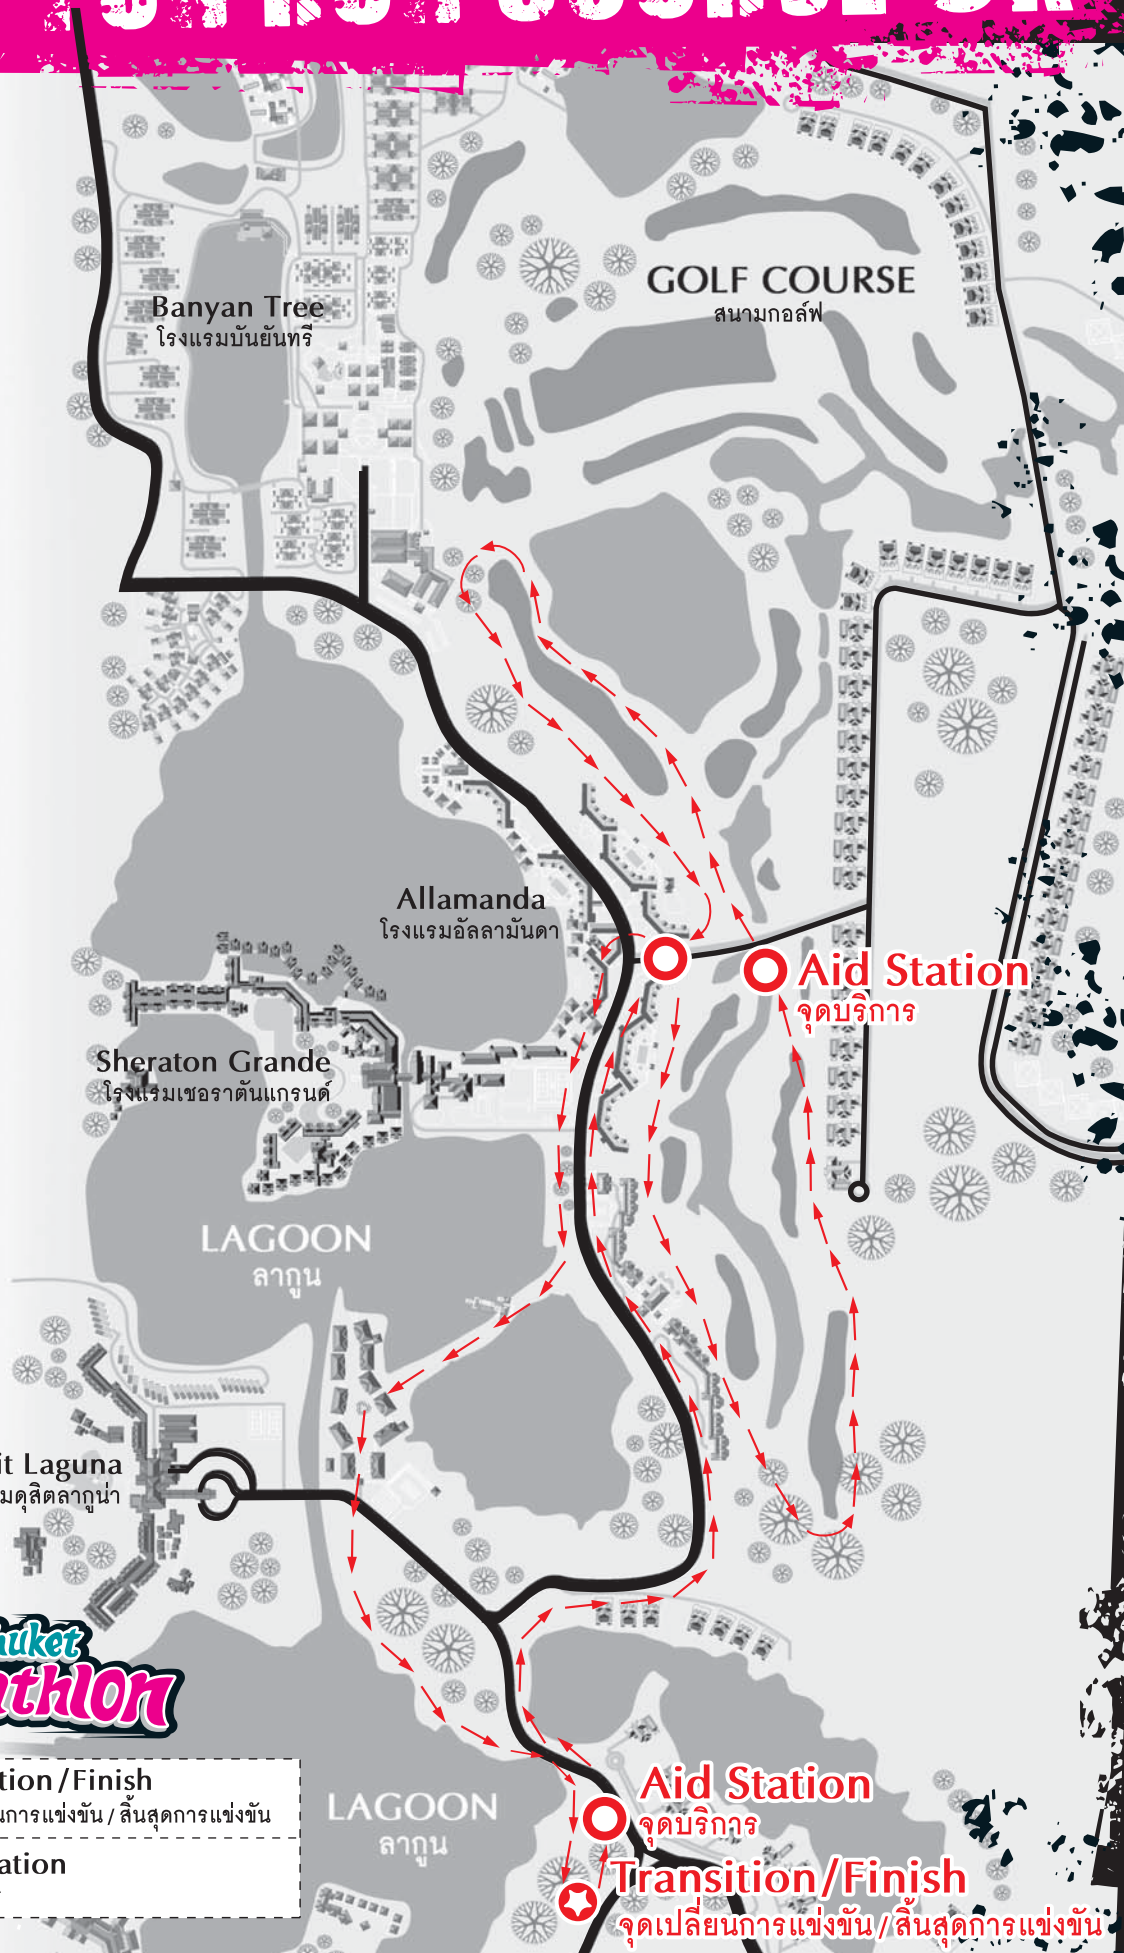 GOLF COURSE
สนามกอล์ฟ
Banyan Tree
โรงแรมบันยันทรี
Allamanda
โรงแรมอัลลามันดา
Aid Station
จุดบริการ
Sheraton Grande
โรงแรมเชอราตันแกรนด์
LAGOON
ลากูน
it Laguna
มดุสิตลากูน่า
uket
athlon
tion / Finish
นการแข่งขัน / สิ้นสุดการแข่งขัน
ation
LAGOON
ลากูน
Aid Station
จุดบริการ
Transition / Finish
จุดเปลี่ยนการแข่งขัน / สิ้นสุดการแข่งขัน